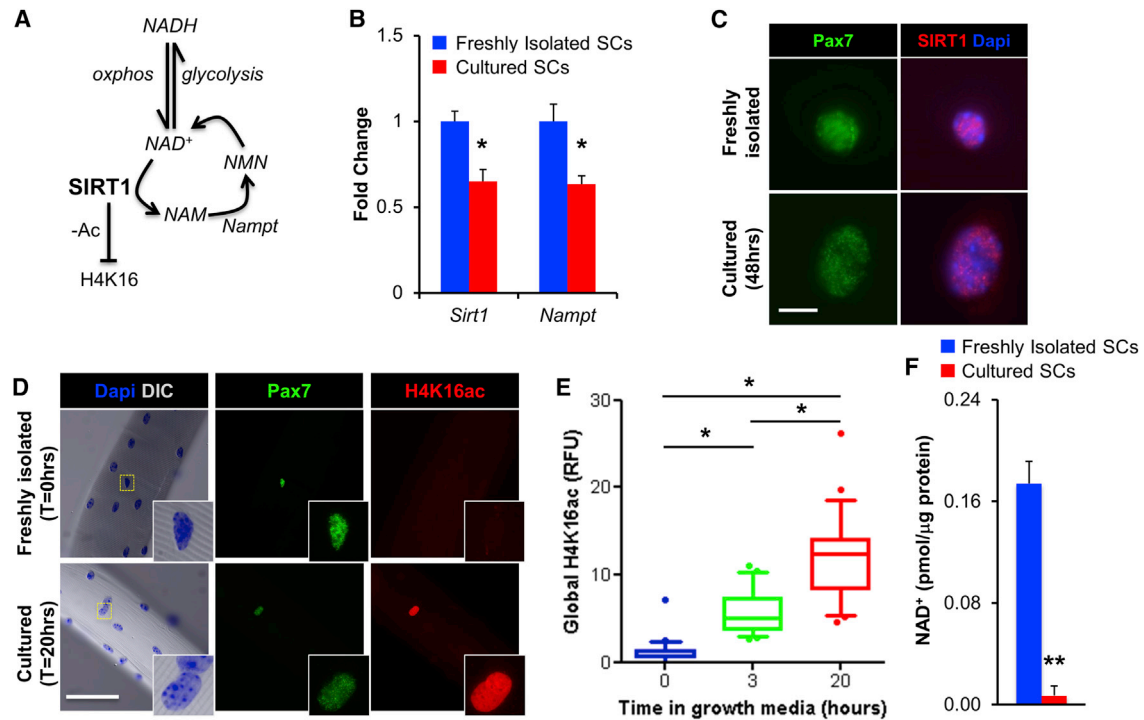 A
NADH
oxphos
glycolysis
NAD+
NMN
SIRT1
NAM
Nampt
-Ac
H4K16
B
Freshly Isolated SCs
Cultured SCs
Fold Change
1.5
1
0.5
0
*
*
Sirt1
Nampt
C
Pax7
SIRT1 Dapi
Freshly isolated
Cultured (48hrs)
D
Dapi DIC
Pax7
H4K16ac
Freshly isolated (T=0hrs)
Cultured (T=20hrs)
E
Global H4K16ac (RFU)
30
20
10
0
*
*
*
0
3
20
Time in growth media (hours)
F
Freshly Isolated SCs
Cultured SCs
NAD+ (pmol/μg protein)
0.24
0.16
0.08
0.00
**